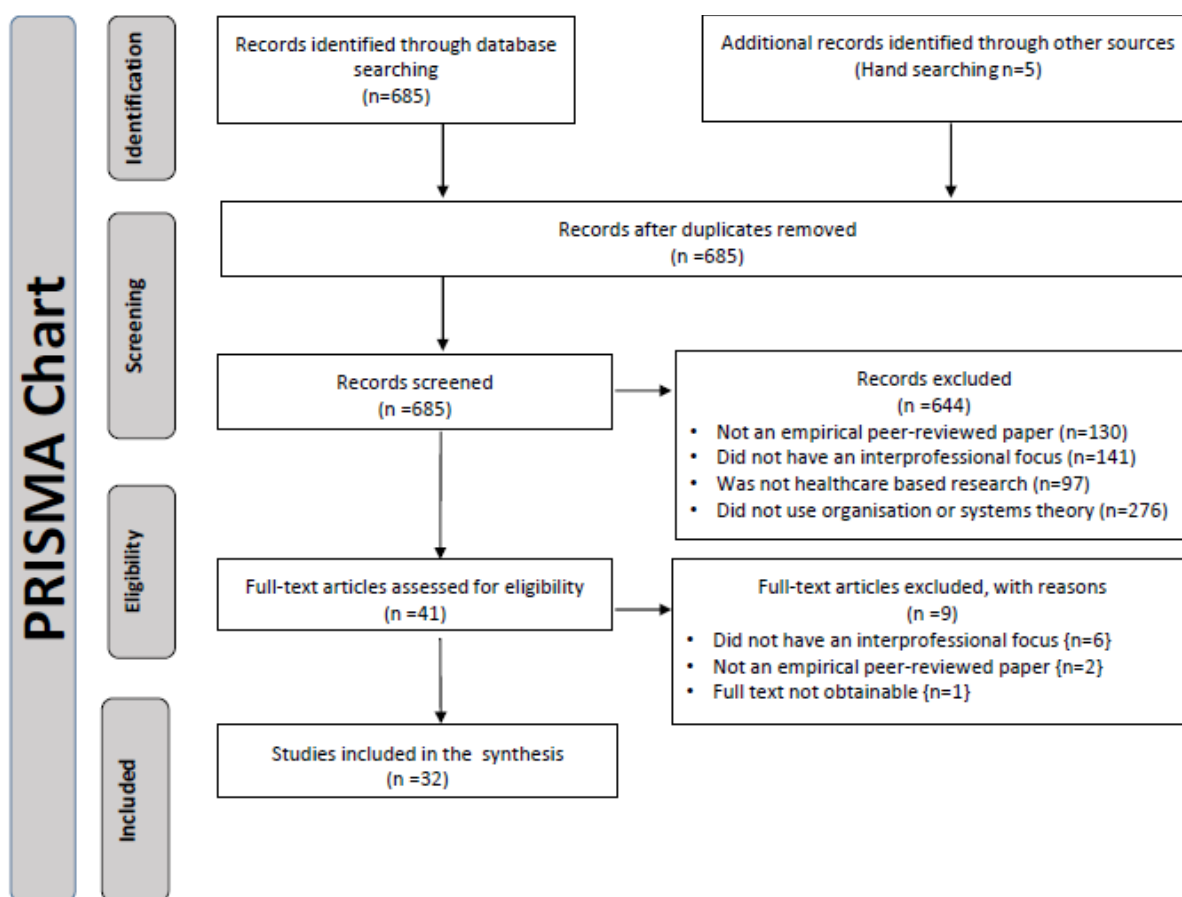 PRISMA Chart
Identification
Records identified through database
searching
(n=685)
Additional records identified through other sources
(Hand searching n=5)
Screening
Records after duplicates removed
(n =685)
Records screened
(n =685)
Records excluded
(n =644)
• Not an empirical peer-reviewed paper (n=130)
• Did not have an interprofessional focus (n=141)
• Was not healthcare based research (n=97)
• Did not use organisation or systems theory (n=276)
Eligibility
Full-text articles assessed for eligibility
(n =41)
Full-text articles excluded, with reasons
(n =9)
• Did not have an interprofessional focus {n=6}
• Not an empirical peer-reviewed paper {n=2}
• Full text not obtainable {n=1}
Included
Studies included in the synthesis
(n =32)